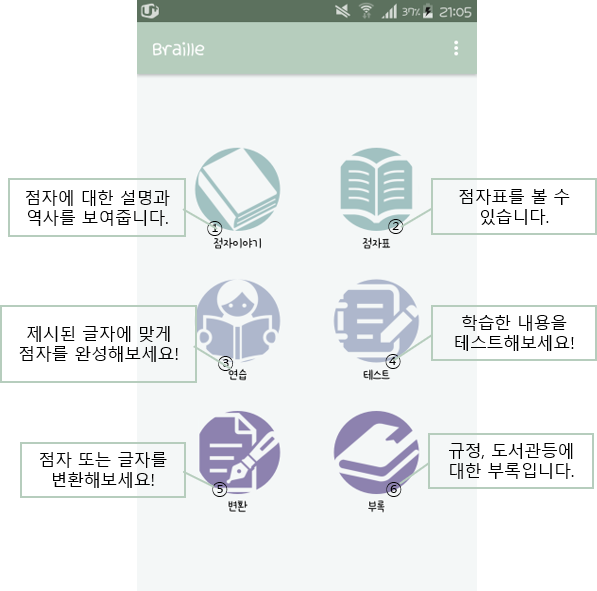 U+ 37% 21:05
Braille
점자에 대한 설명과
역사를 보여줍니다.
①
점자이야기
점자표를 볼 수
있습니다.
②
점자표
제시된 글자에 맞게
점자를 완성해보세요!
③
연습
학습한 내용을
테스트해보세요!
④
테스트
점자 또는 글자를
변환해보세요!
⑤
변환
규정, 도서관등에
대한 부록입니다.
⑥
부록